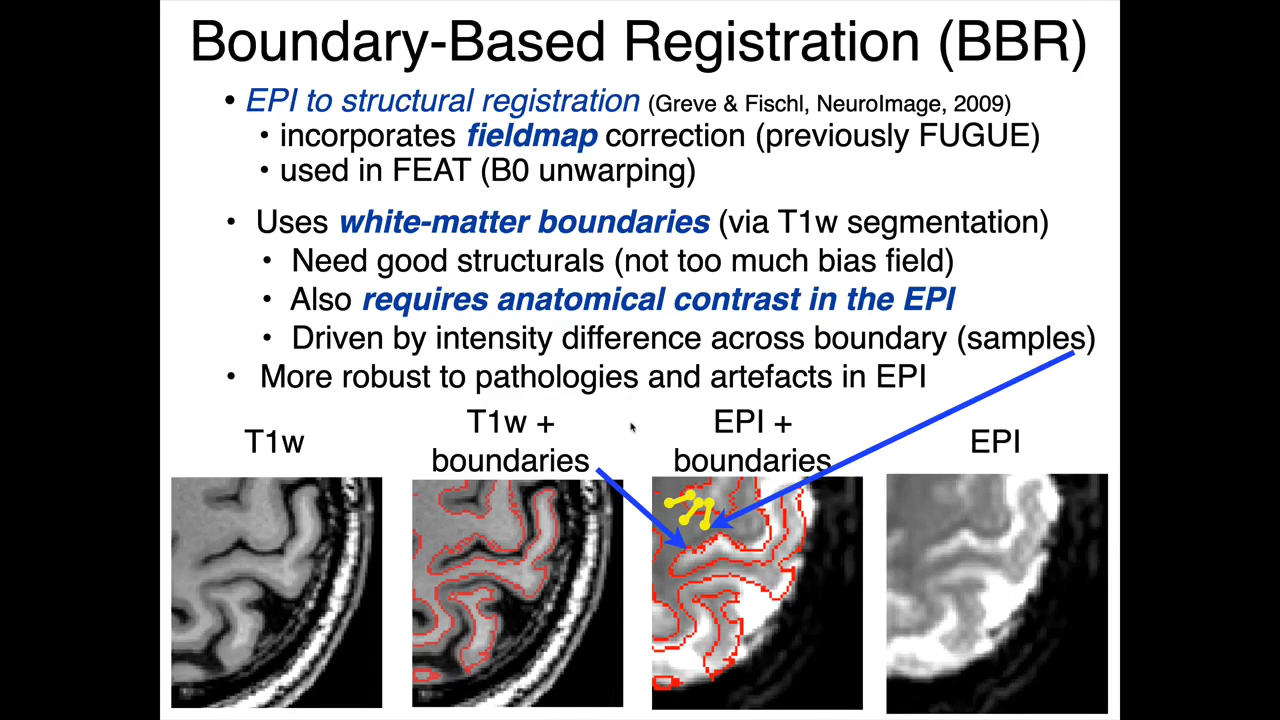 Boundary-Based Registration (BBR)
• EPI to structural registration (Greve & Fischl, NeuroImage, 2009)
• incorporates fieldmap correction (previously FUGUE)
• used in FEAT (B0 unwarping)
• Uses white-matter boundaries (via T1w segmentation)
• Need good structurals (not too much bias field)
• Also requires anatomical contrast in the EPI
• Driven by intensity difference across boundary (samples)
• More robust to pathologies and artefacts in EPI
T1w
T1w +
boundaries
EPI +
boundaries
EPI